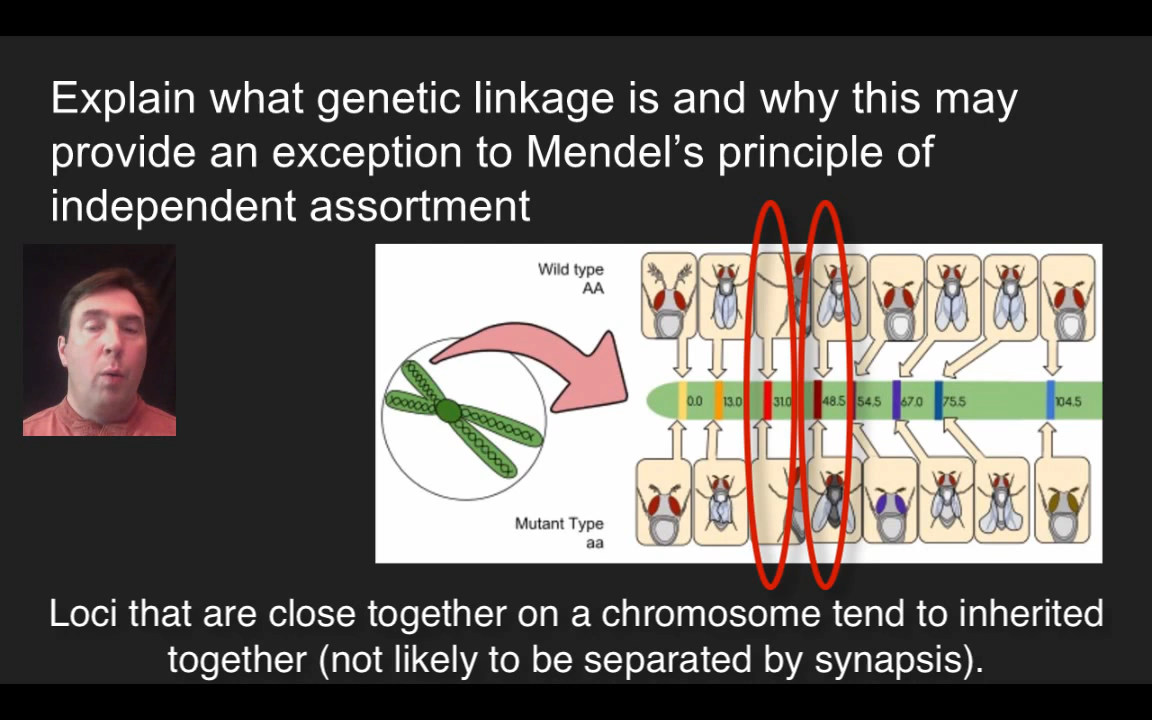 Explain what genetic linkage is and why this may
provide an exception to Mendel's principle of
independent assortment
Wild type
AA
0.0 13.0 31.0 48.5 54.5 67.0 75.5 104.5
Mutant Type
aa
Loci that are close together on a chromosome tend to inherited
together (not likely to be separated by synapsis).